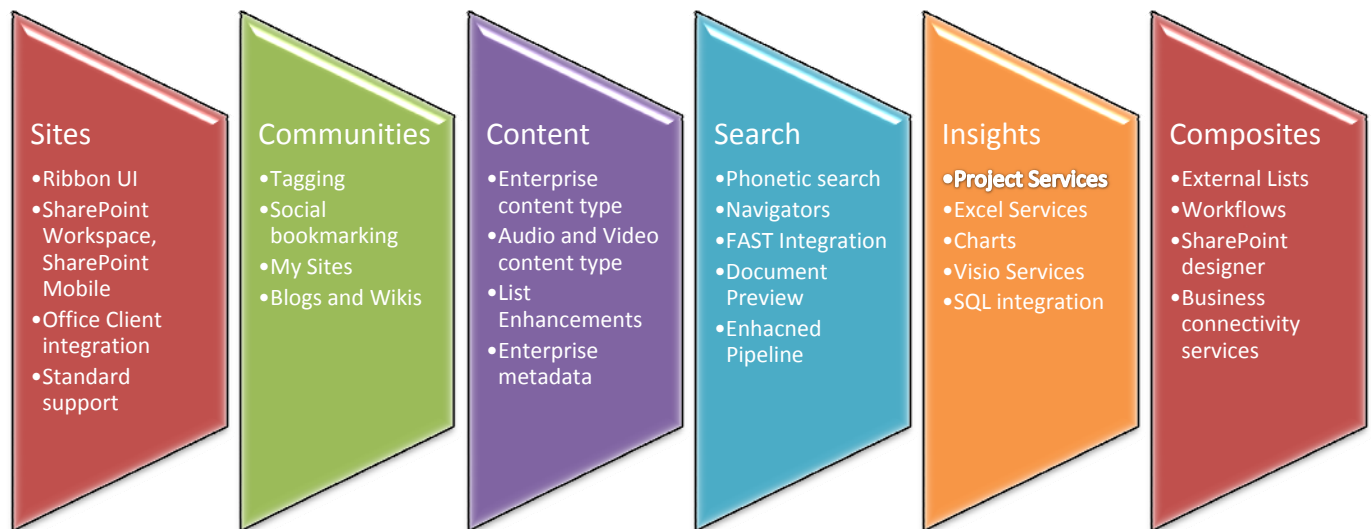 Sites
•Ribbon UI
•SharePoint
Workspace,
SharePoint
Mobile
•Office Client
integration
•Standard
support
Communities
•Tagging
•Social
bookmarking
•My Sites
•Blogs and Wikis
Content
•Enterprise
content type
•Audio and Video
content type
•List
Enhancements
•Enterprise
metadata
Search
•Phonetic search
•Navigators
•FAST Integration
•Document
Preview
•Enhacned
Pipeline
Insights
•Project Services
•Excel Services
•Charts
•Visio Services
•SQL integration
Composites
•External Lists
•Workflows
•SharePoint
designer
•Business
connectivity
services